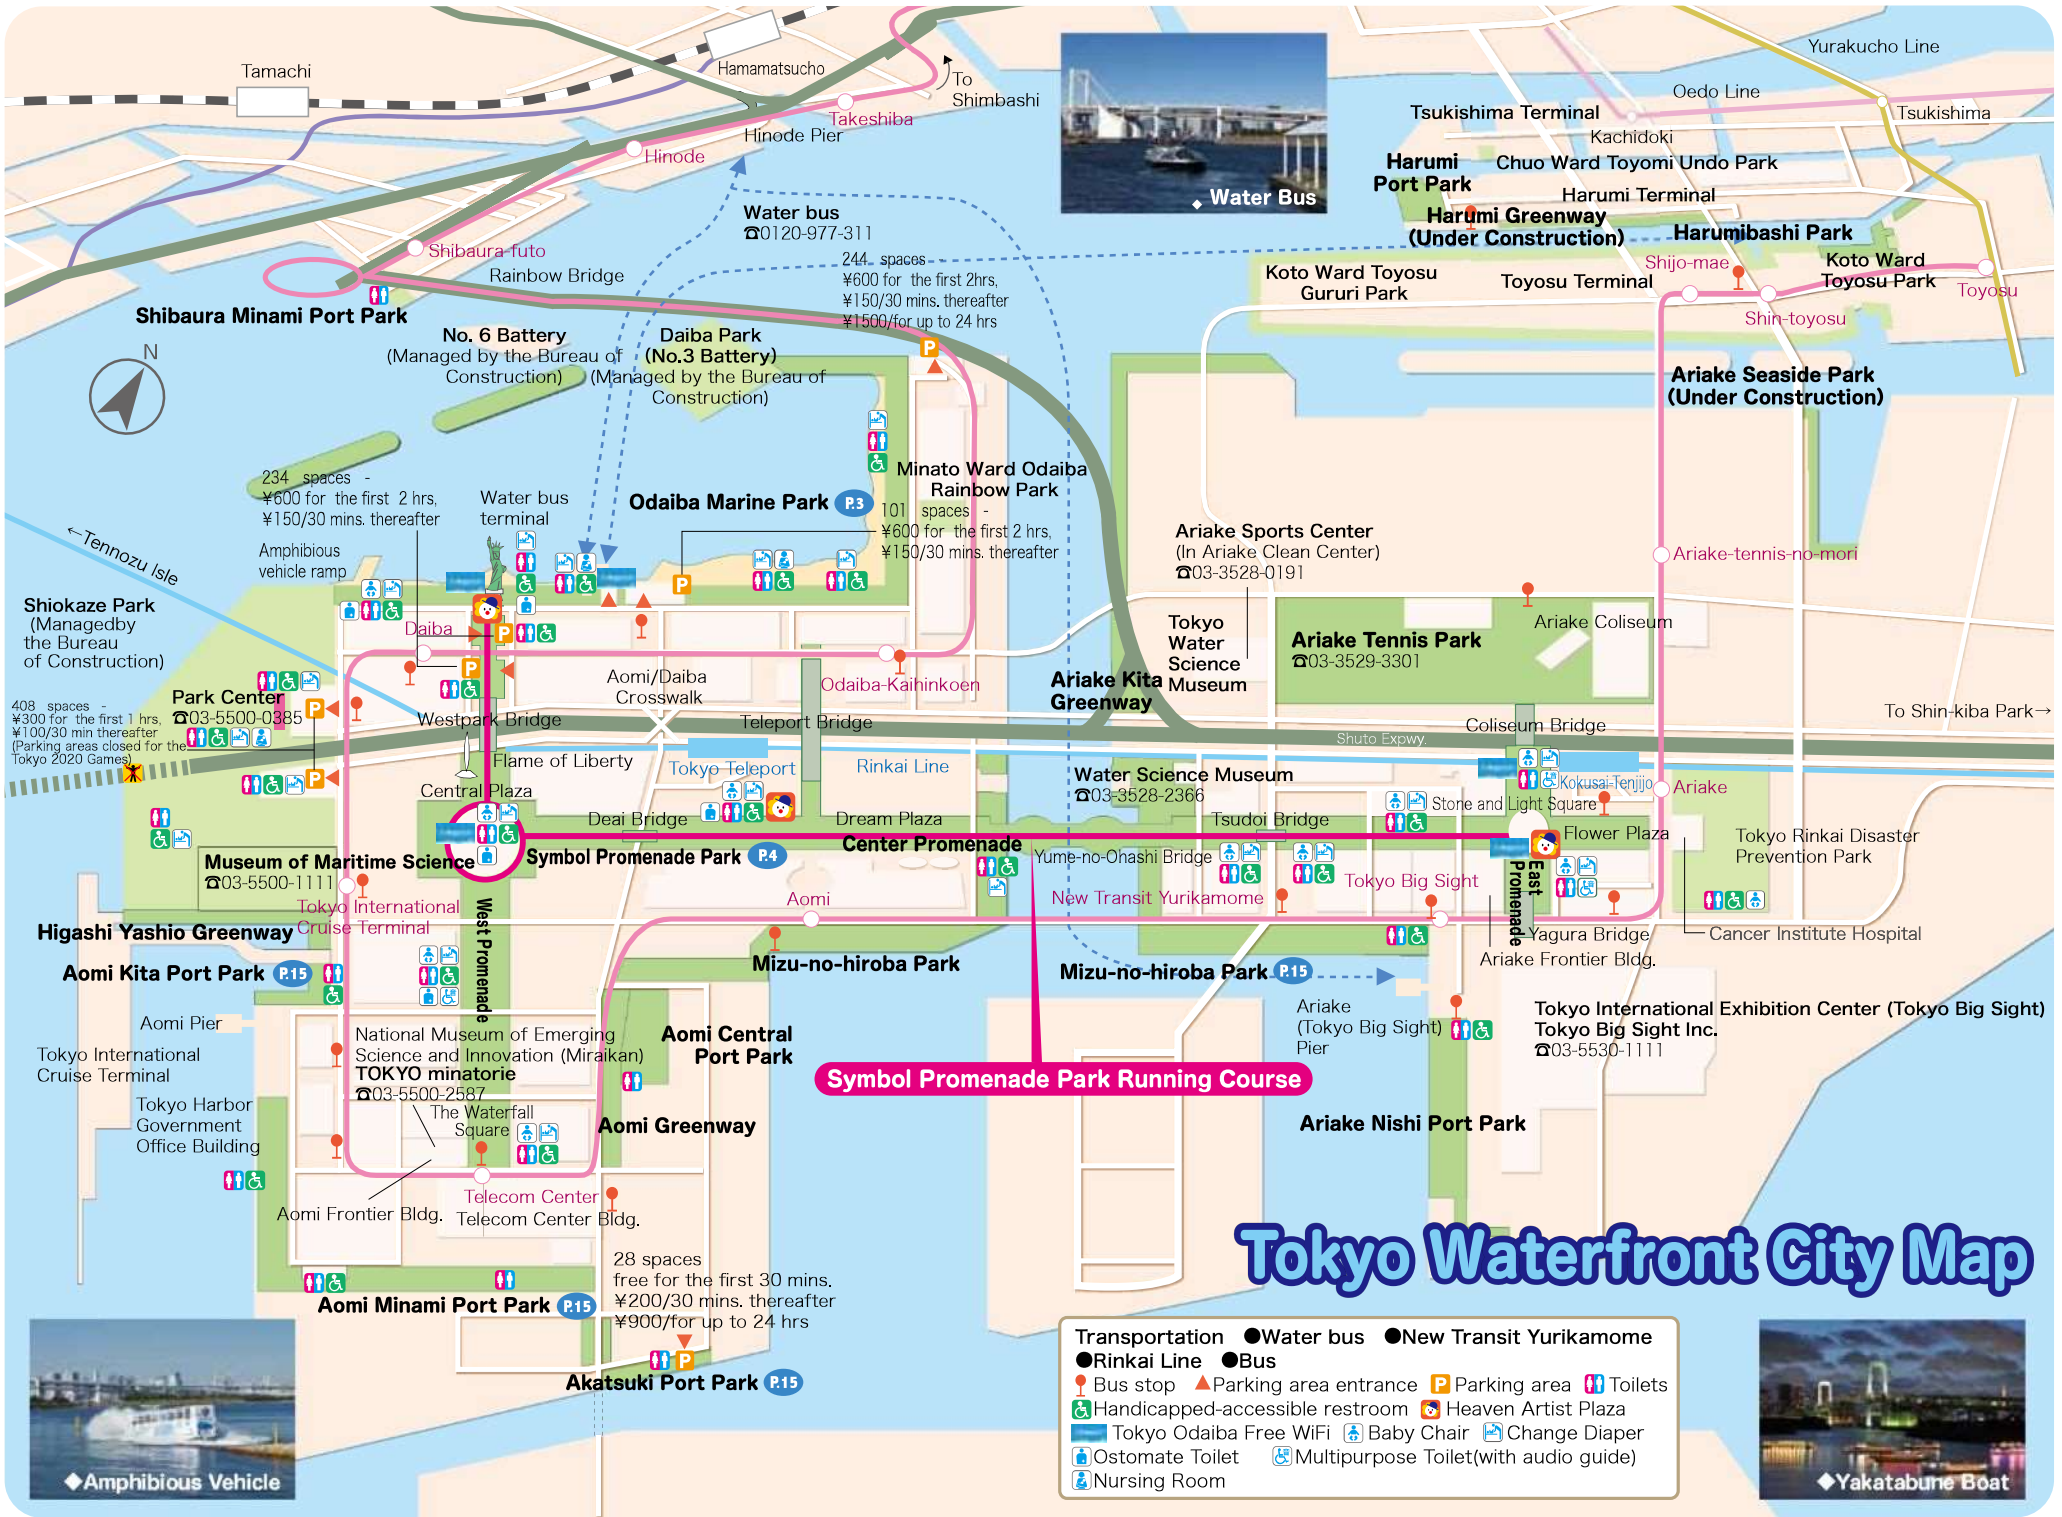 Tamachi
Hamamatsucho
To
Shimbashi
Takeshiba
Hinode Pier
Hinode
Shibaura-futo
Rainbow Bridge
Shibaura Minami Port Park
N
Water bus
☎0120-977-311
◆ Water Bus
Yurakucho Line
Oedo Line
Tsukishima Terminal
Tsukishima
Kachidoki
Harumi
Port Park
Chuo Ward Toyomi Undo Park
Harumi Terminal
Harumi Greenway
(Under Construction)
Harumibashi Park
Koto Ward Toyosu
Gururi Park
Toyosu Terminal
Shijo-mae
Koto Ward
Toyosu Park
Toyosu
Shin-toyosu
Ariake Seaside Park
(Under Construction)
244 spaces -
¥600 for the first 2hrs,
¥150/30 mins. thereafter
¥1500/for up to 24 hrs
No. 6 Battery
(Managed by the Bureau of
Construction)
Daiba Park
(No.3 Battery)
(Managed by the Bureau of
Construction)
234 spaces -
¥600 for the first 2 hrs,
¥150/30 mins. thereafter
Water bus
terminal
Odaiba Marine Park P.3
Minato Ward Odaiba
Rainbow Park
101 spaces -
¥600 for the first 2 hrs,
¥150/30 mins. thereafter
←Tennozu Isle
Amphibious
vehicle ramp
Shiokaze Park
(Managedby
the Bureau
of Construction)
Daiba
Ariake Sports Center
(In Ariake Clean Center)
☎03-3528-0191
Tokyo
Water
Science
Museum
Ariake-tennis-no-mori
Ariake Coliseum
Ariake Tennis Park
☎03-3529-3301
Park Center
☎03-5500-0385
408 spaces -
¥300 for the first 1 hrs,
¥100/30 min thereafter
(Parking areas closed for the
Tokyo 2020 Games)
Aomi/Daiba
Crosswalk
Odaiba-Kaihinkoen
Westpark Bridge
Teleport Bridge
Ariake Kita
Greenway
Coliseum Bridge
To Shin-kiba Park→
Shuto Expwy.
Flame of Liberty
Tokyo Teleport
Rinkai Line
Water Science Museum
☎03-3528-2366
Kokusai-Tenjijo
Ariake
Central Plaza
Stone and Light Square
Deai Bridge
Dream Plaza
Tsudoi Bridge
Flower Plaza
Tokyo Rinkai Disaster
Prevention Park
Center Promenade
Symbol Promenade Park P.4
Yume-no-Ohashi Bridge
Museum of Maritime Science
☎03-5500-1111
East
Promenade
Tokyo Big Sight
New Transit Yurikamome
Aomi
Tokyo International
Cruise Terminal
West Promenade
Higashi Yashio Greenway
Yagura Bridge
Cancer Institute Hospital
Ariake Frontier Bldg.
Aomi Kita Port Park P.15
Mizu-no-hiroba Park
Mizu-no-hiroba Park P.15
Aomi Pier
Tokyo International
Cruise Terminal
National Museum of Emerging
Science and Innovation (Miraikan)
TOKYO minatorie
☎03-5500-2587
Aomi Central
Port Park
Ariake
(Tokyo Big Sight)
Pier
Tokyo International Exhibition Center (Tokyo Big Sight)
Tokyo Big Sight Inc.
☎03-5530-1111
Symbol Promenade Park Running Course
Tokyo Harbor
Government
Office Building
The Waterfall
Square
Aomi Greenway
Ariake Nishi Port Park
Telecom Center
Aomi Frontier Bldg.
Telecom Center Bldg.
Tokyo Waterfront City Map
28 spaces
free for the first 30 mins.
¥200/30 mins. thereafter
¥900/for up to 24 hrs
Aomi Minami Port Park P.15
Akatsuki Port Park P.15
◆Amphibious Vehicle
Transportation ●Water bus ●New Transit Yurikamome
●Rinkai Line ●Bus
Bus stop Parking area entrance P Parking area Toilets
Handicapped-accessible restroom Heaven Artist Plaza
Tokyo Odaiba Free WiFi Baby Chair Change Diaper
Ostomate Toilet Multipurpose Toilet(with audio guide)
Nursing Room
◆Yakatabune Boat